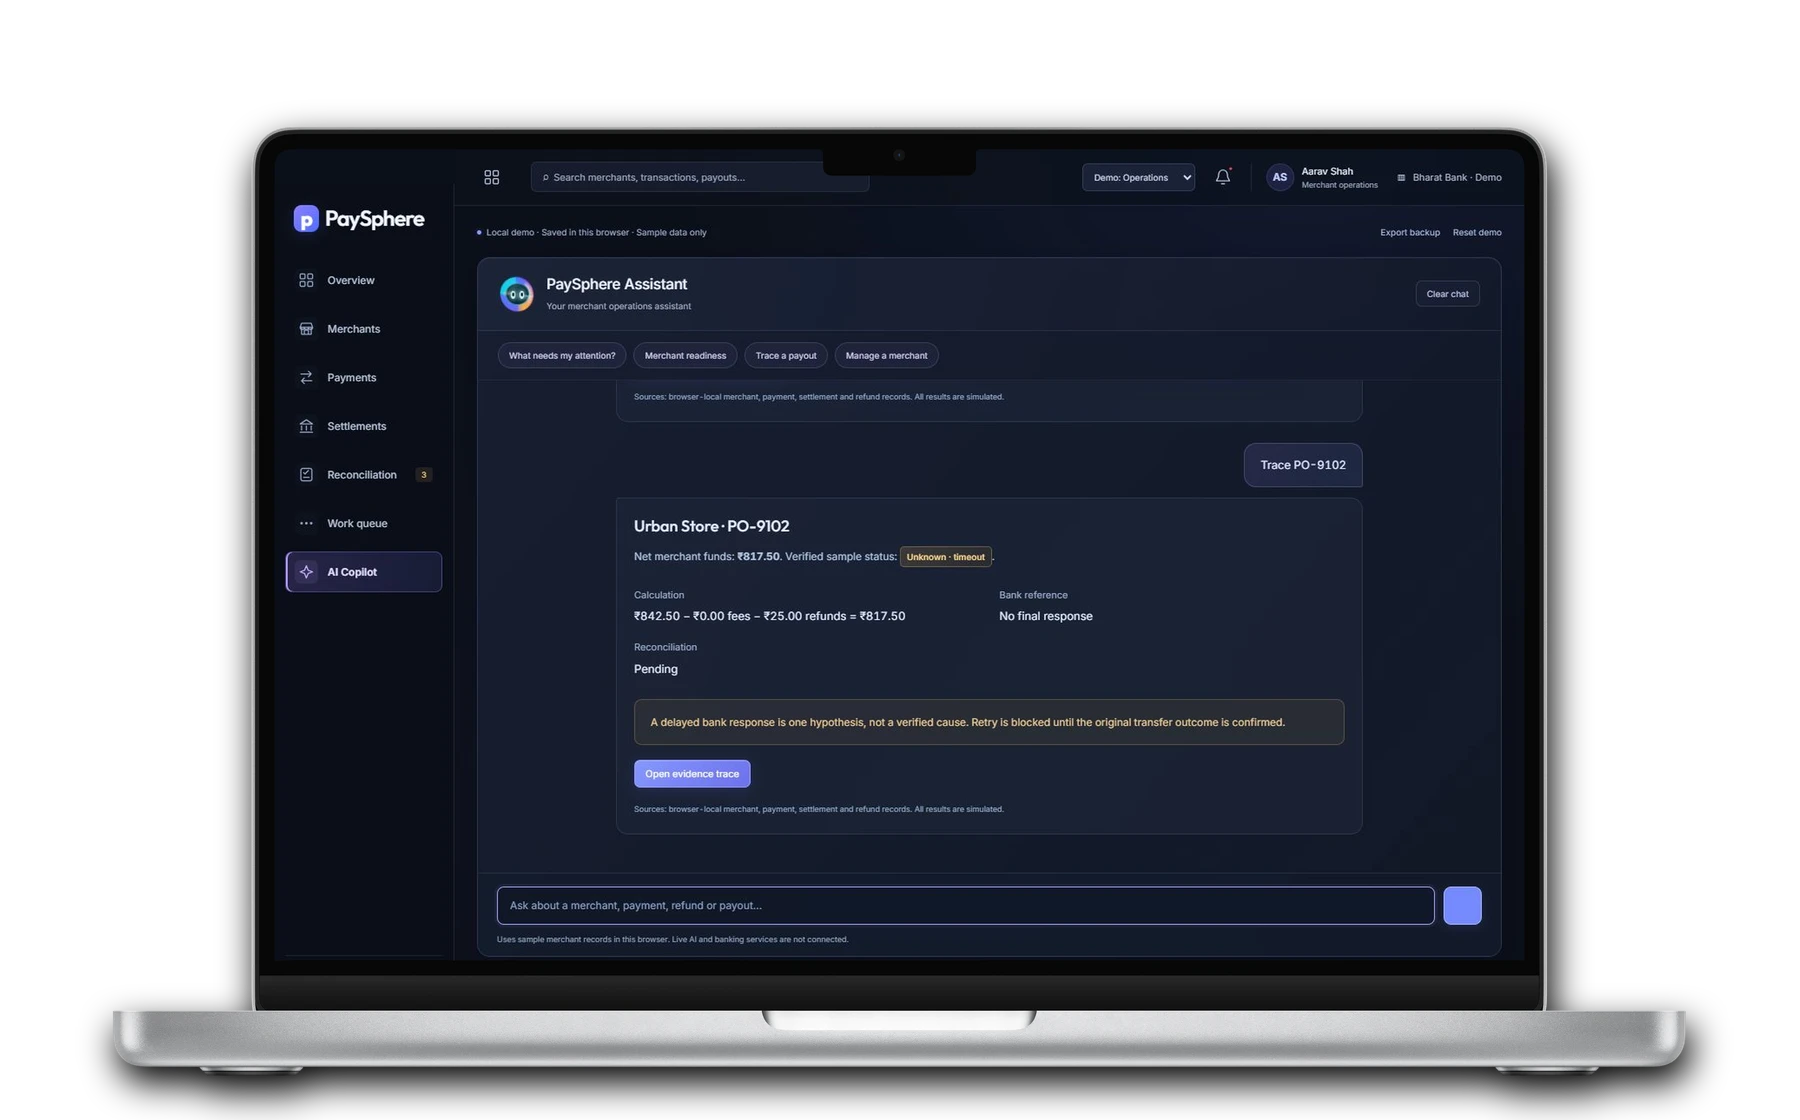 Search merchants, transactions, payouts...
Demo: Operations
AS
Aarav Shah
Merchant operations
Bharat Bank · Demo
p PaySphere
Local demo · Saved in this browser · Sample data only
Export backup
Reset demo
Overview
Merchants
Payments
Settlements
Reconciliation 3
Work queue
AI Copilot
PaySphere Assistant
Your merchant operations assistant
Clear chat
What needs my attention?
Merchant readiness
Trace a payout
Manage a merchant
Sources: browser-local merchant, payment, settlement and refund records. All results are simulated.
Trace PO-9102
Urban Store · PO-9102
Net merchant funds: ₹817.50. Verified sample status: Unknown · timeout.
Calculation
₹842.50 − ₹0.00 fees − ₹25.00 refunds = ₹817.50
Bank reference
No final response
Reconciliation
Pending
A delayed bank response is one hypothesis, not a verified cause. Retry is blocked until the original transfer outcome is confirmed.
Open evidence trace
Sources: browser-local merchant, payment, settlement and refund records. All results are simulated.
Ask about a merchant, payment, refund or payout...
Uses sample merchant records in this browser. Live AI and banking services are not connected.